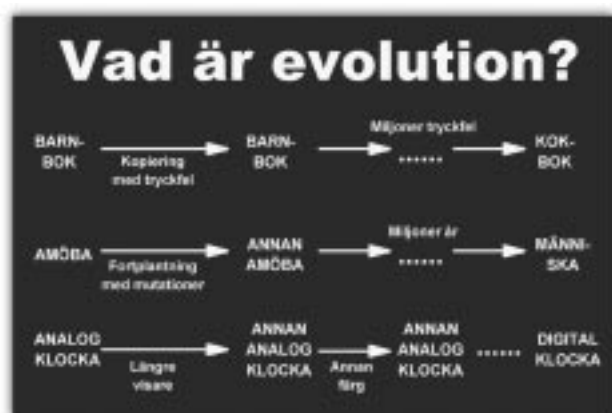 Vad är evolution?
BARN-
BOK
Kopiering
med tryckfel
BARN-
BOK
Miljoner tryckfel
......
KOK-
BOK
AMÖBA
Fortplantning
med mutationer
ANNAN
AMÖBA
Miljoner år
......
MÄNNI-
SKA
ANALOG
KLOCKA
Längre
visare
ANNAN
ANALOG
KLOCKA
Annan
färg
ANNAN
ANALOG
KLOCKA
......
DIGITAL
KLOCKA